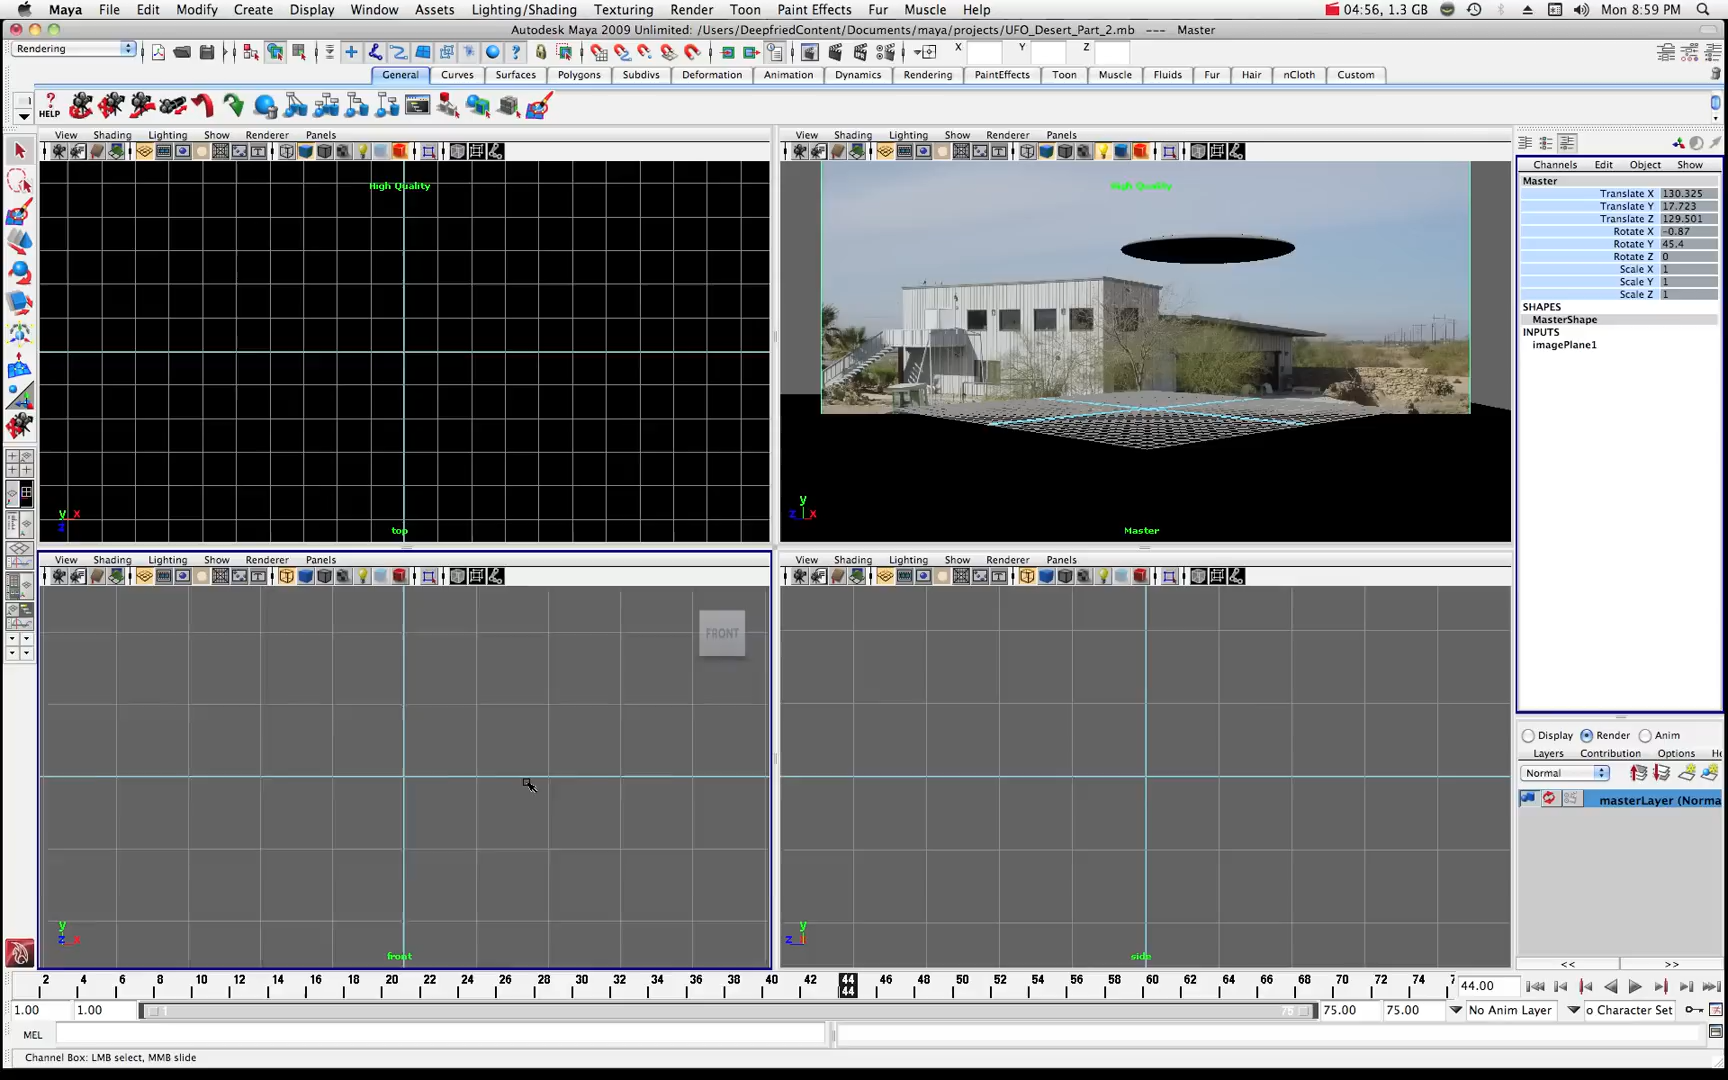 Maya File Edit Modify Create Display Window Assets Lighting/Shading Texturing Render Toon Paint Effects Fur Muscle Help 04:56, 1.3 GB Mon 8:59 PM
Autodesk Maya 2009 Unlimited: /Users/DeepfriedContent/Documents/maya/projects/UFO_Desert_Part_2.mb --- Master
Rendering X Y Z
General Curves Surfaces Polygons Subdivs Deformation Animation Dynamics Rendering PaintEffects Toon Muscle Fluids Fur Hair nCloth Custom
HELP
View Shading Lighting Show Renderer Panels
High Quality
y x
z
top
View Shading Lighting Show Renderer Panels
High Quality
y
z x
Master
View Shading Lighting Show Renderer Panels
FRONT
y
z x
front
View Shading Lighting Show Renderer Panels
y
z
side
Channels Edit Object Show
Master
Translate X 130.325
Translate Y 17.723
Translate Z 129.501
Rotate X -0.87
Rotate Y 45.4
Rotate Z 0
Scale X 1
Scale Y 1
Scale Z 1
SHAPES
MasterShape
INPUTS
imagePlane1
Display Render Anim
Layers Contribution Options
Normal
masterLayer (Norma
<< >>
2 4 6 8 10 12 14 16 18 20 22 24 26 28 30 32 34 36 38 40 42 44 46 48 50 52 54 56 58 60 62 64 66 68 70 72 74 44.00
44
1.00 1.00 1 75 75.00 75.00 No Anim Layer o Character Set
MEL
Channel Box: LMB select, MMB slide